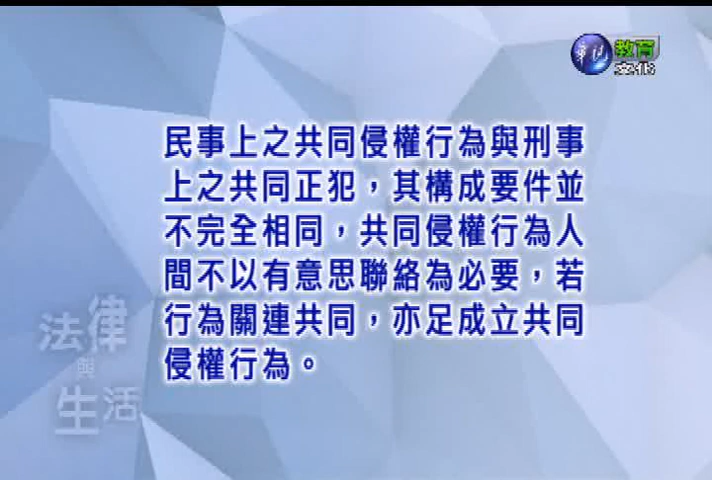 華視
教育
文化
民事上之共同侵權行為與刑事
上之共同正犯，其構成要件並
不完全相同，共同侵權行為人
間不以有意思聯絡為必要，若
行為關連共同，亦足成立共同
侵權行為。
法律
與
生活